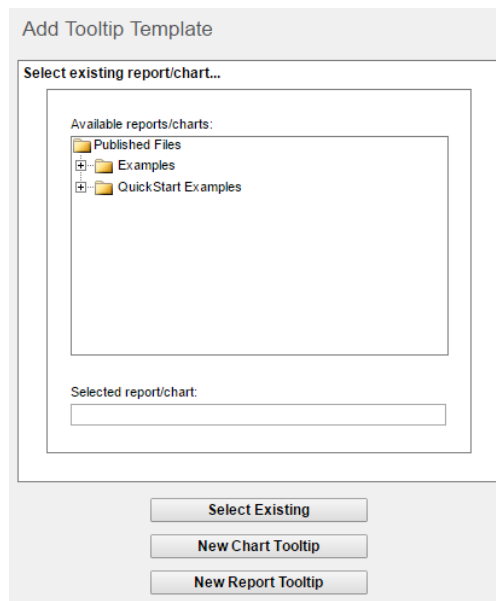 Add Tooltip Template
Select existing report/chart...
Available reports/charts:
Published Files
Examples
QuickStart Examples
Selected report/chart:
Select Existing
New Chart Tooltip
New Report Tooltip